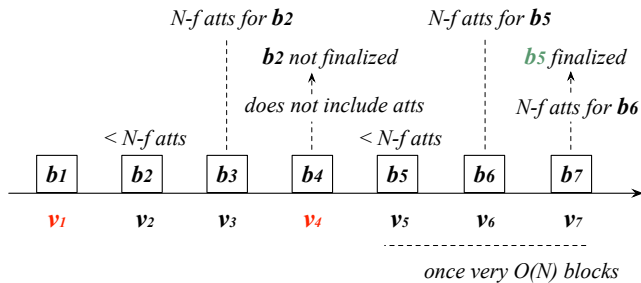 N-f atts for b2
N-f atts for b5
b2 not finalized
b5 finalized
does not include atts
N-f atts for b6
< N-f atts
< N-f atts
b1 b2 b3 b4 b5 b6 b7
v1 v2 v3 v4 v5 v6 v7
once very O(N) blocks